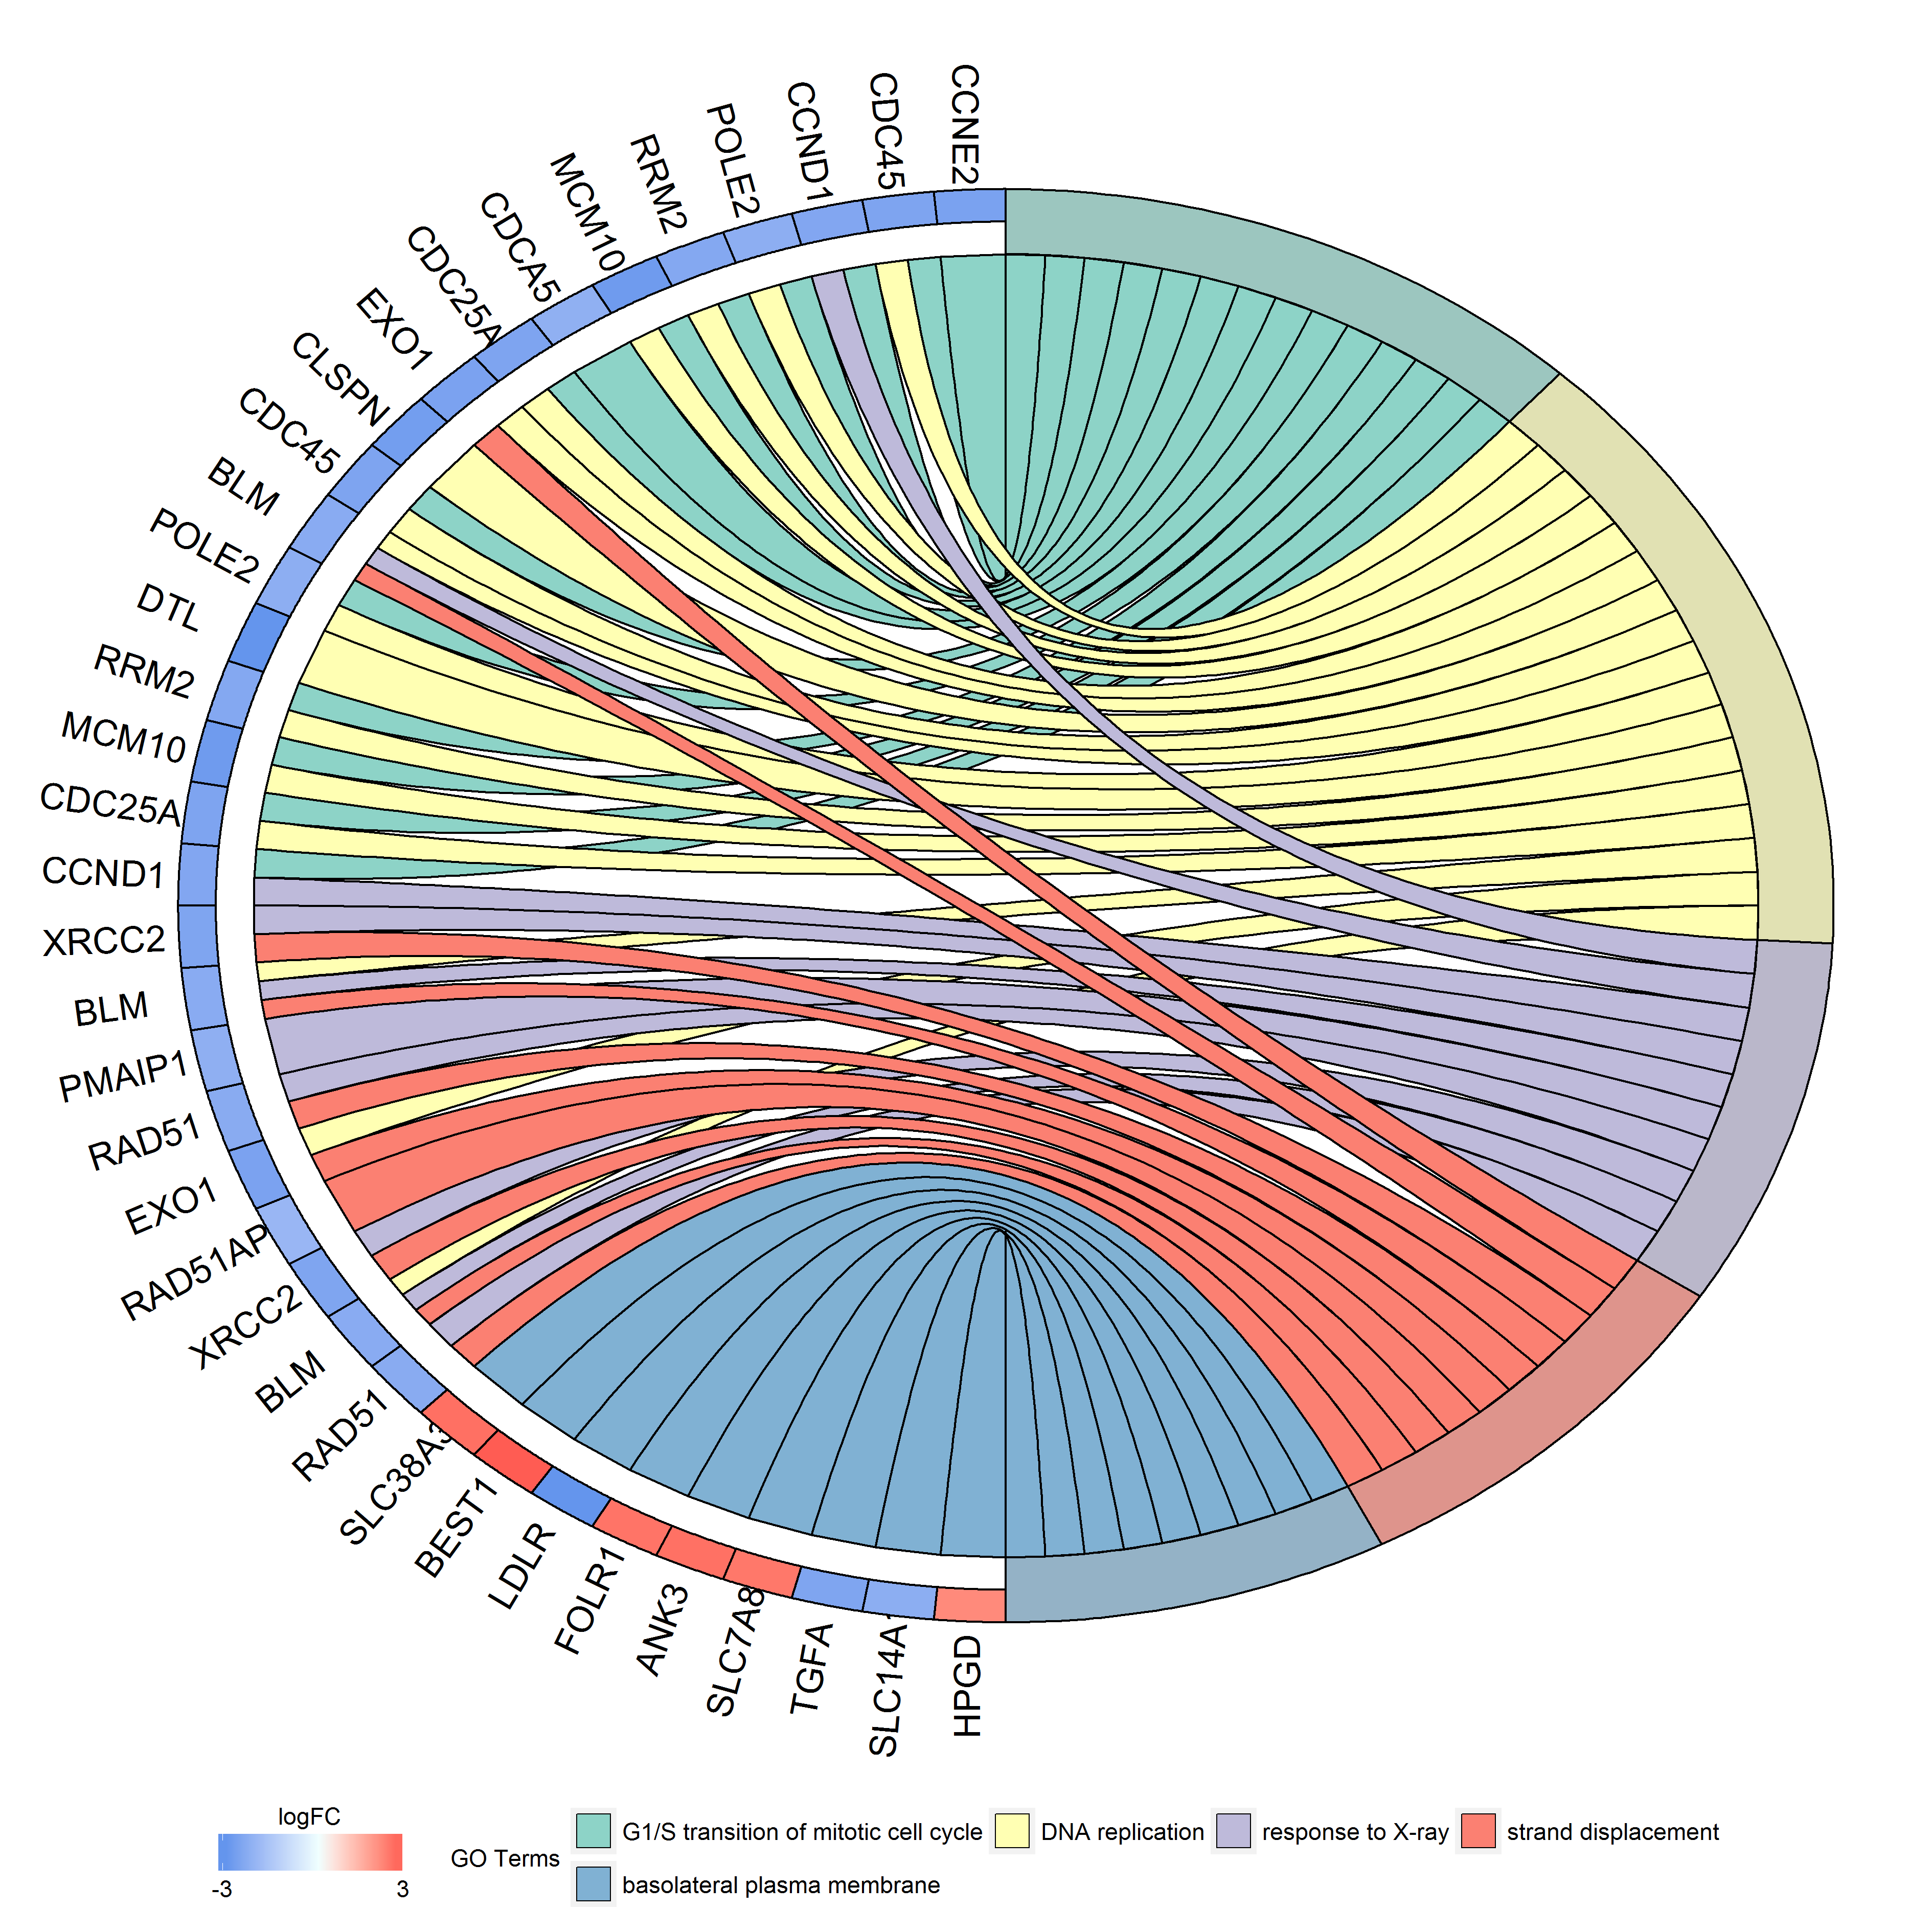 CCNE2
CDC45
CCND1
POLE2
RRM2
MCM10
CDCA5
CDC25A
EXO1
CLSPN
CDC45
BLM
POLE2
DTL
RRM2
MCM10
CDC25A
CCND1
XRCC2
BLM
PMAIP1
RAD51
EXO1
RAD51AP
XRCC2
BLM
RAD51
SLC38A3
BEST1
LDLR
FOLR1
ANK3
SLC7A8
TGFA
SLC14A
HPGD
logFC
-3 3
GO Terms
G1/S transition of mitotic cell cycle DNA replication response to X-ray strand displacement
basolateral plasma membrane